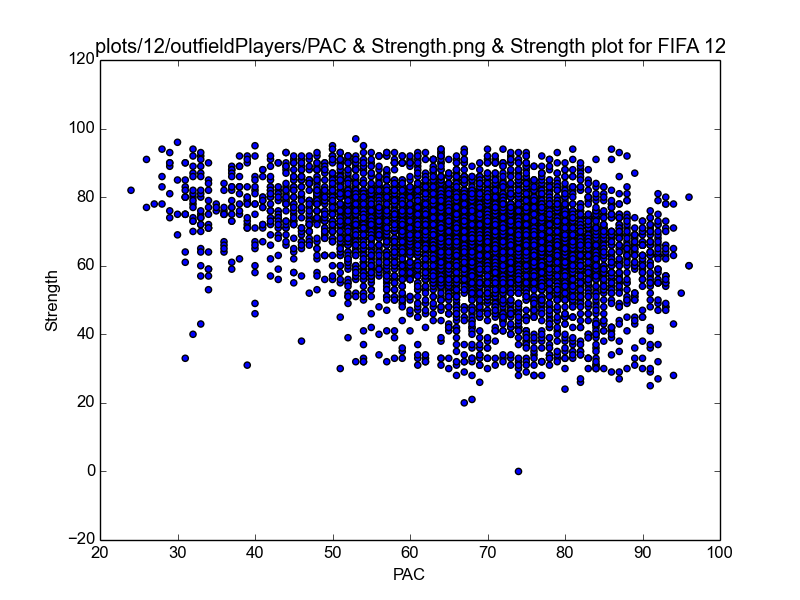 plots/12/outfieldPlayers/PAC & Strength.png & Strength plot for FIFA 12
120
100
80
60
40
20
0
−20
Strength
20 30 40 50 60 70 80 90 100
PAC